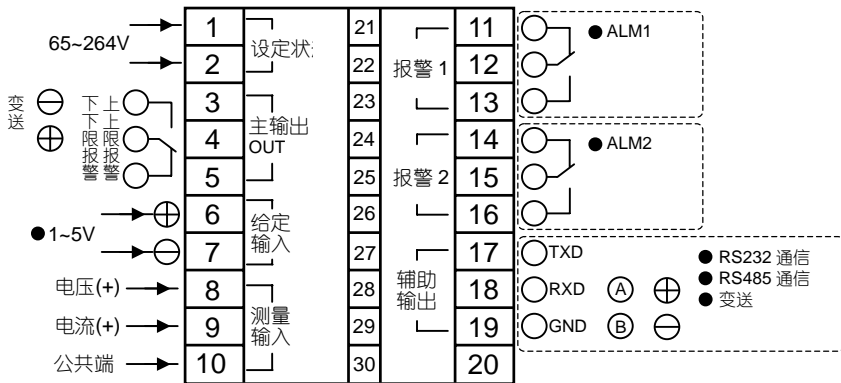 65~264V
1
2
设定状
变送
⊖
⊕
下下限报警
上上限报警
3
4
5
主输出
OUT
1~5V
⊕
⊖
6
7
给定
输入
电压(+)
电流(+)
公共端
8
9
10
测量
输入
21
22
23
24
25
26
27
28
29
30
报警 1
11
12
13
ALM1
报警 2
14
15
16
ALM2
辅助
输出
17
18
19
20
TXD
RXD Ⓐ ⊕
GND Ⓑ ⊖
RS232 通信
RS485 通信
变送